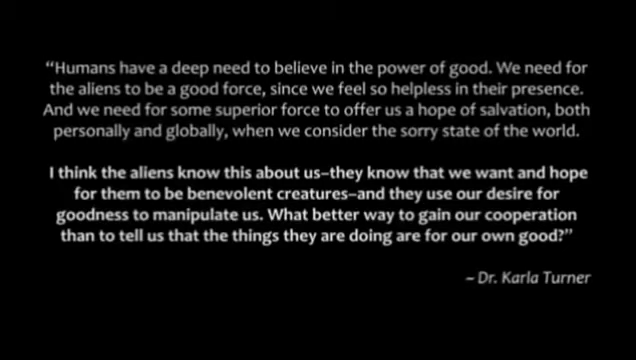 “Humans have a deep need to believe in the power of good. We need for
the aliens to be a good force, since we feel so helpless in their presence.
And we need for some superior force to offer us a hope of salvation, both
personally and globally, when we consider the sorry state of the world.
I think the aliens know this about us–they know that we want and hope
for them to be benevolent creatures–and they use our desire for
goodness to manipulate us. What better way to gain our cooperation
than to tell us that the things they are doing are for our own good?”
– Dr. Karla Turner